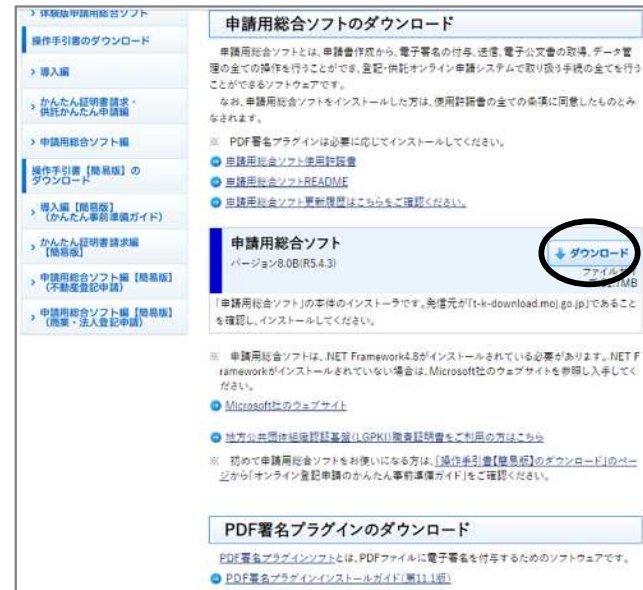 > 体験版申請用総合ソフト
操作手引書のダウンロード
> 導入編
> かんたん証明書請求・
供託かんたん申請編
> 申請用総合ソフト編
操作手引書【簡易版】の
ダウンロード
> 導入編【簡易版】
(かんたん事前準備ガイド)
> かんたん証明書請求編
【簡易版】
> 申請用総合ソフト編【簡易版】
(不動産登記申請)
> 申請用総合ソフト編【簡易版】
(商業・法人登記申請)
申請用総合ソフトのダウンロード
申請用総合ソフトとは、申請書作成から、電子署名の付与、送信、電子公文書の取得、データ管
理の全ての操作を行うことができ、登記・供託オンライン申請システムで取り扱う手続の全てを行う
ことができるソフトウェアです。
なお、申請用総合ソフトをインストールした方は、使用許諾書の全ての条項に同意したものとみ
なされます。
※ PDF署名プラグインは必要に応じてインストールしてください。
申請用総合ソフト使用許諾書
申請用総合ソフトREADME
申請用総合ソフト更新履歴はこちらをご確認ください。
申請用総合ソフト
バージョン8.0B(R5.4.3)
ダウンロード
ファイルサイ
「申請用総合ソフト」の本体のインストーラです。発信元が「t-k-download.moj.go.jp」であること
を確認し、インストールしてください。
※ 申請用総合ソフトは、.NET Framework4.8がインストールされている必要があります。.NET F
rameworkがインストールされていない場合は、Microsoft社のウェブサイトを参照し入手してく
ださい。
Microsoft社のウェブサイト
地方公共団体組織認証基盤(LGPKI)職責証明書をご利用の方はこちら
※ 初めて申請用総合ソフトをお使いになる方は、「操作手引書【簡易版】のダウンロード」のペー
ジから「オンライン登記申請のかんたん事前準備ガイド」をご確認ください。
PDF署名プラグインのダウンロード
PDF署名プラグインソフトとは、PDFファイルに電子署名を付与するためのソフトウェアです。
PDF署名プラグインインストールガイド(第11.1版)